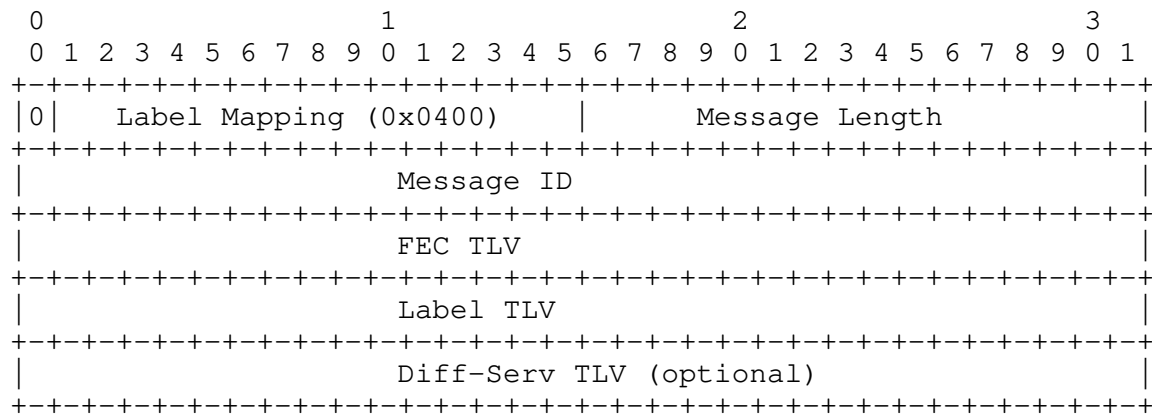 0                   1                   2                   3
 0 1 2 3 4 5 6 7 8 9 0 1 2 3 4 5 6 7 8 9 0 1 2 3 4 5 6 7 8 9 0 1
+-+-+-+-+-+-+-+-+-+-+-+-+-+-+-+-+-+-+-+-+-+-+-+-+-+-+-+-+-+-+-+-+
|0|   Label Mapping (0x0400)    |      Message Length           |
+-+-+-+-+-+-+-+-+-+-+-+-+-+-+-+-+-+-+-+-+-+-+-+-+-+-+-+-+-+-+-+-+
|                     Message ID                                |
+-+-+-+-+-+-+-+-+-+-+-+-+-+-+-+-+-+-+-+-+-+-+-+-+-+-+-+-+-+-+-+-+
|                     FEC TLV                                   |
+-+-+-+-+-+-+-+-+-+-+-+-+-+-+-+-+-+-+-+-+-+-+-+-+-+-+-+-+-+-+-+-+
|                     Label TLV                                 |
+-+-+-+-+-+-+-+-+-+-+-+-+-+-+-+-+-+-+-+-+-+-+-+-+-+-+-+-+-+-+-+-+
|                     Diff-Serv TLV (optional)                  |
+-+-+-+-+-+-+-+-+-+-+-+-+-+-+-+-+-+-+-+-+-+-+-+-+-+-+-+-+-+-+-+-+